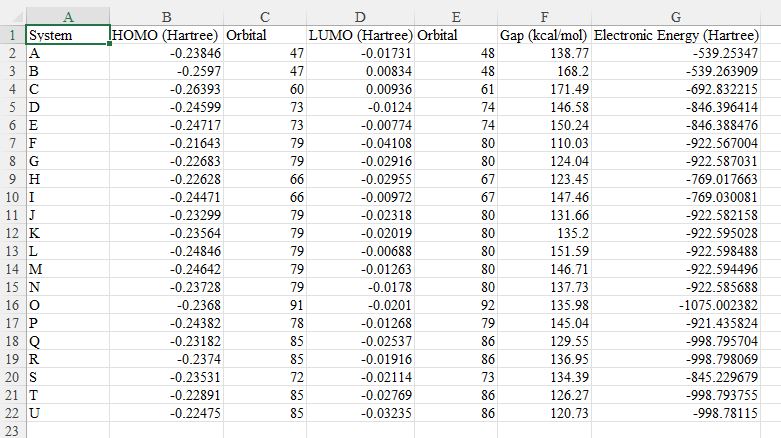 A B C D E F G
1 System HOMO (Hartree) Orbital LUMO (Hartree) Orbital Gap (kcal/mol) Electronic Energy (Hartree)
2 A -0.23846 47 -0.01731 48 138.77 -539.25347
3 B -0.2597 47 0.00834 48 168.2 -539.263909
4 C -0.26393 60 0.00936 61 171.49 -692.832215
5 D -0.24599 73 -0.0124 74 146.58 -846.396414
6 E -0.24717 73 -0.00774 74 150.24 -846.388476
7 F -0.21643 79 -0.04108 80 110.03 -922.567004
8 G -0.22683 79 -0.02916 80 124.04 -922.587031
9 H -0.22628 66 -0.02955 67 123.45 -769.017663
10 I -0.24471 66 -0.00972 67 147.46 -769.030081
11 J -0.23299 79 -0.02318 80 131.66 -922.582158
12 K -0.23564 79 -0.02019 80 135.2 -922.595028
13 L -0.24846 79 -0.00688 80 151.59 -922.598488
14 M -0.24642 79 -0.01263 80 146.71 -922.594496
15 N -0.23728 79 -0.0178 80 137.73 -922.585688
16 O -0.2368 91 -0.0201 92 135.98 -1075.002382
17 P -0.24382 78 -0.01268 79 145.04 -921.435824
18 Q -0.23182 85 -0.02537 86 129.55 -998.795704
19 R -0.2374 85 -0.01916 86 136.95 -998.798069
20 S -0.23531 72 -0.02114 73 134.39 -845.229679
21 T -0.22891 85 -0.02769 86 126.27 -998.793755
22 U -0.22475 85 -0.03235 86 120.73 -998.78115
23